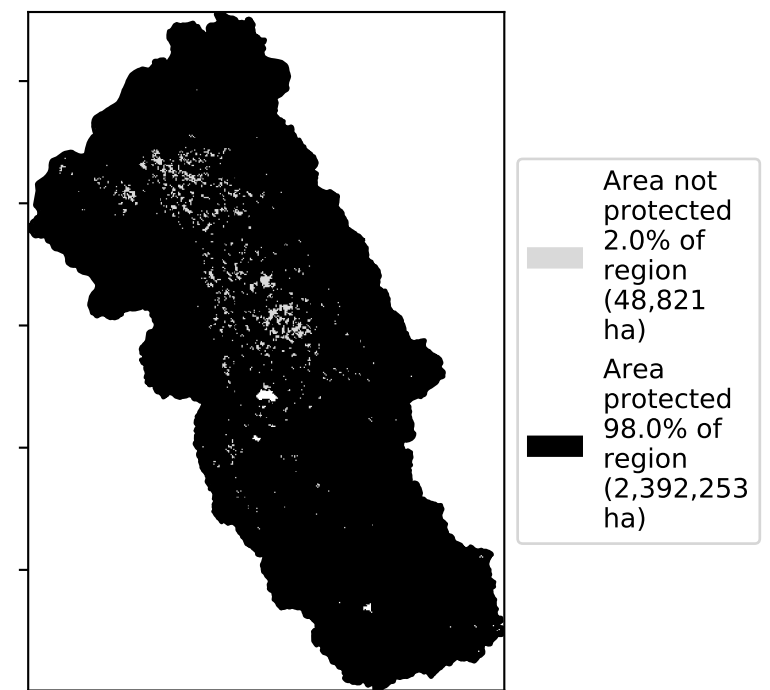 Area not
protected
2.0% of
region
(48,821
ha)
Area
protected
98.0% of
region
(2,392,253
ha)